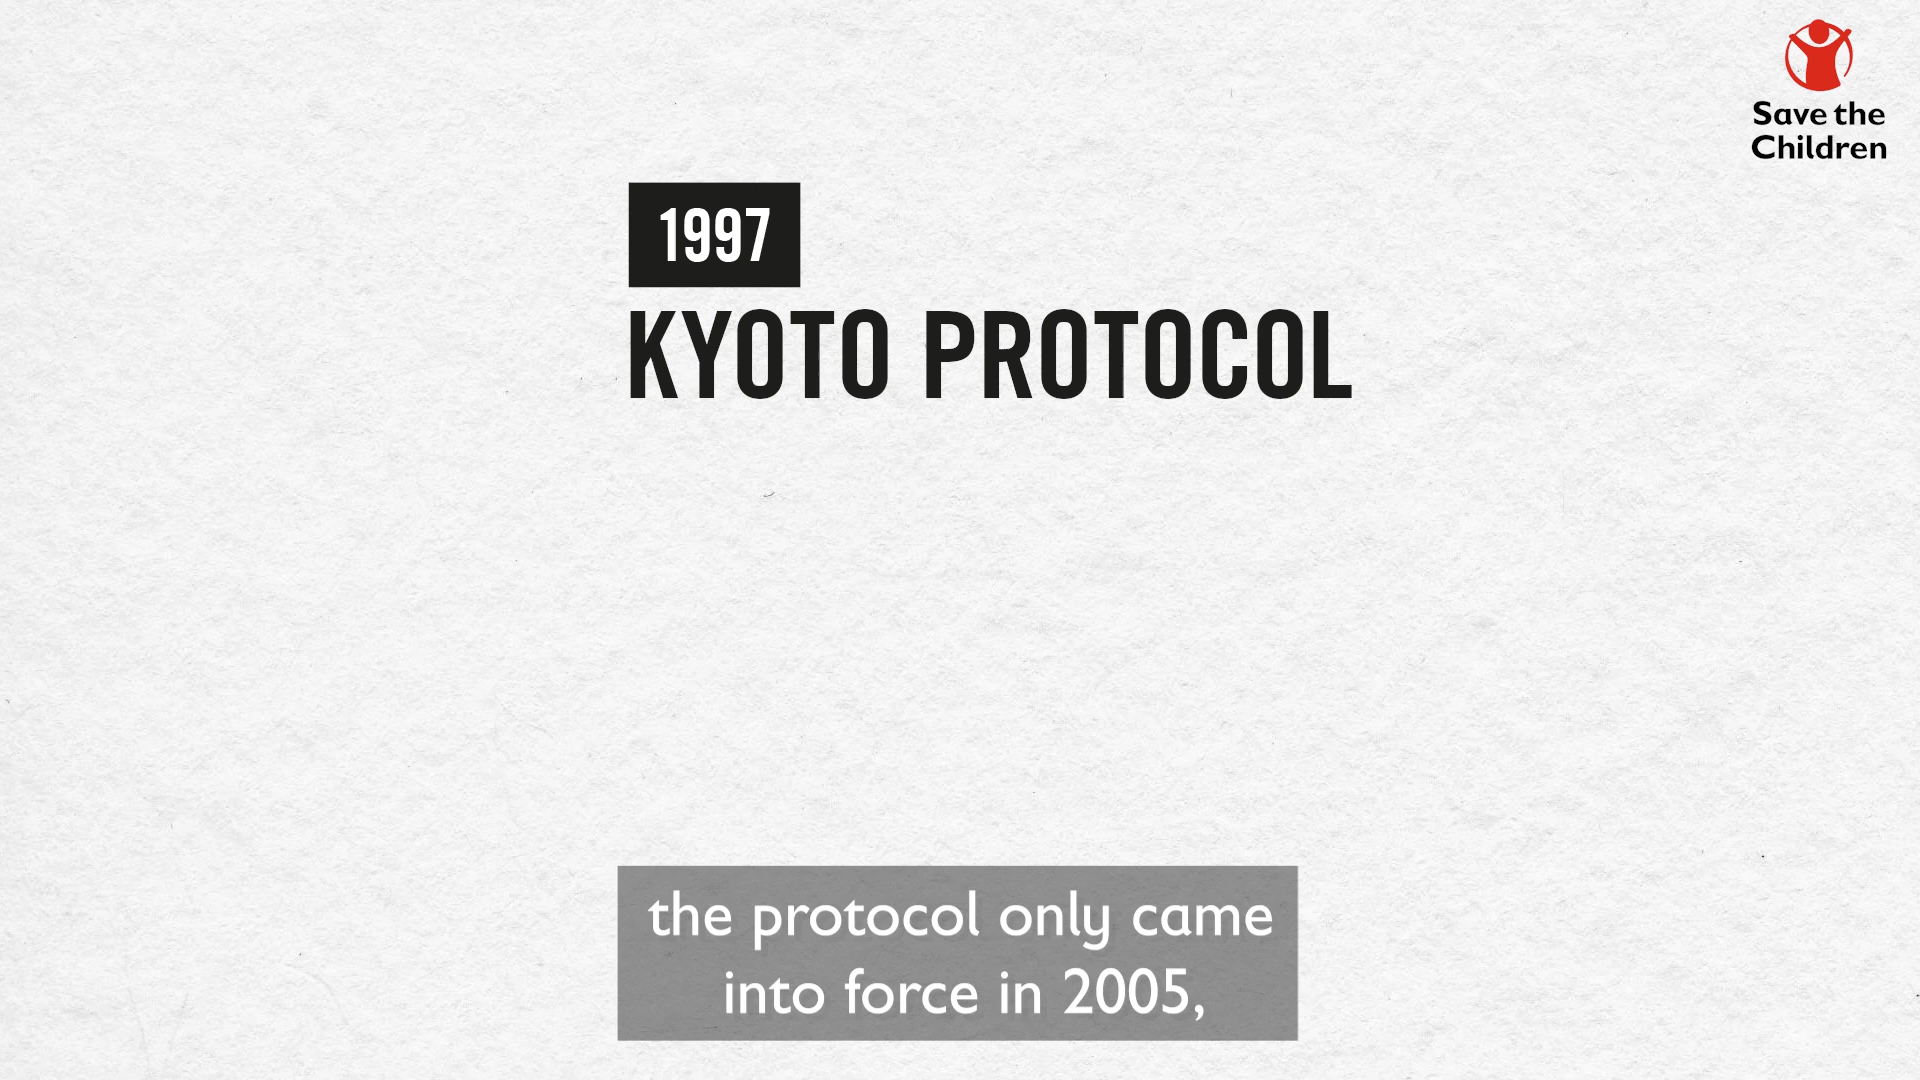 Save the
Children
1997
KYOTO PROTOCOL
the protocol only came
into force in 2005,